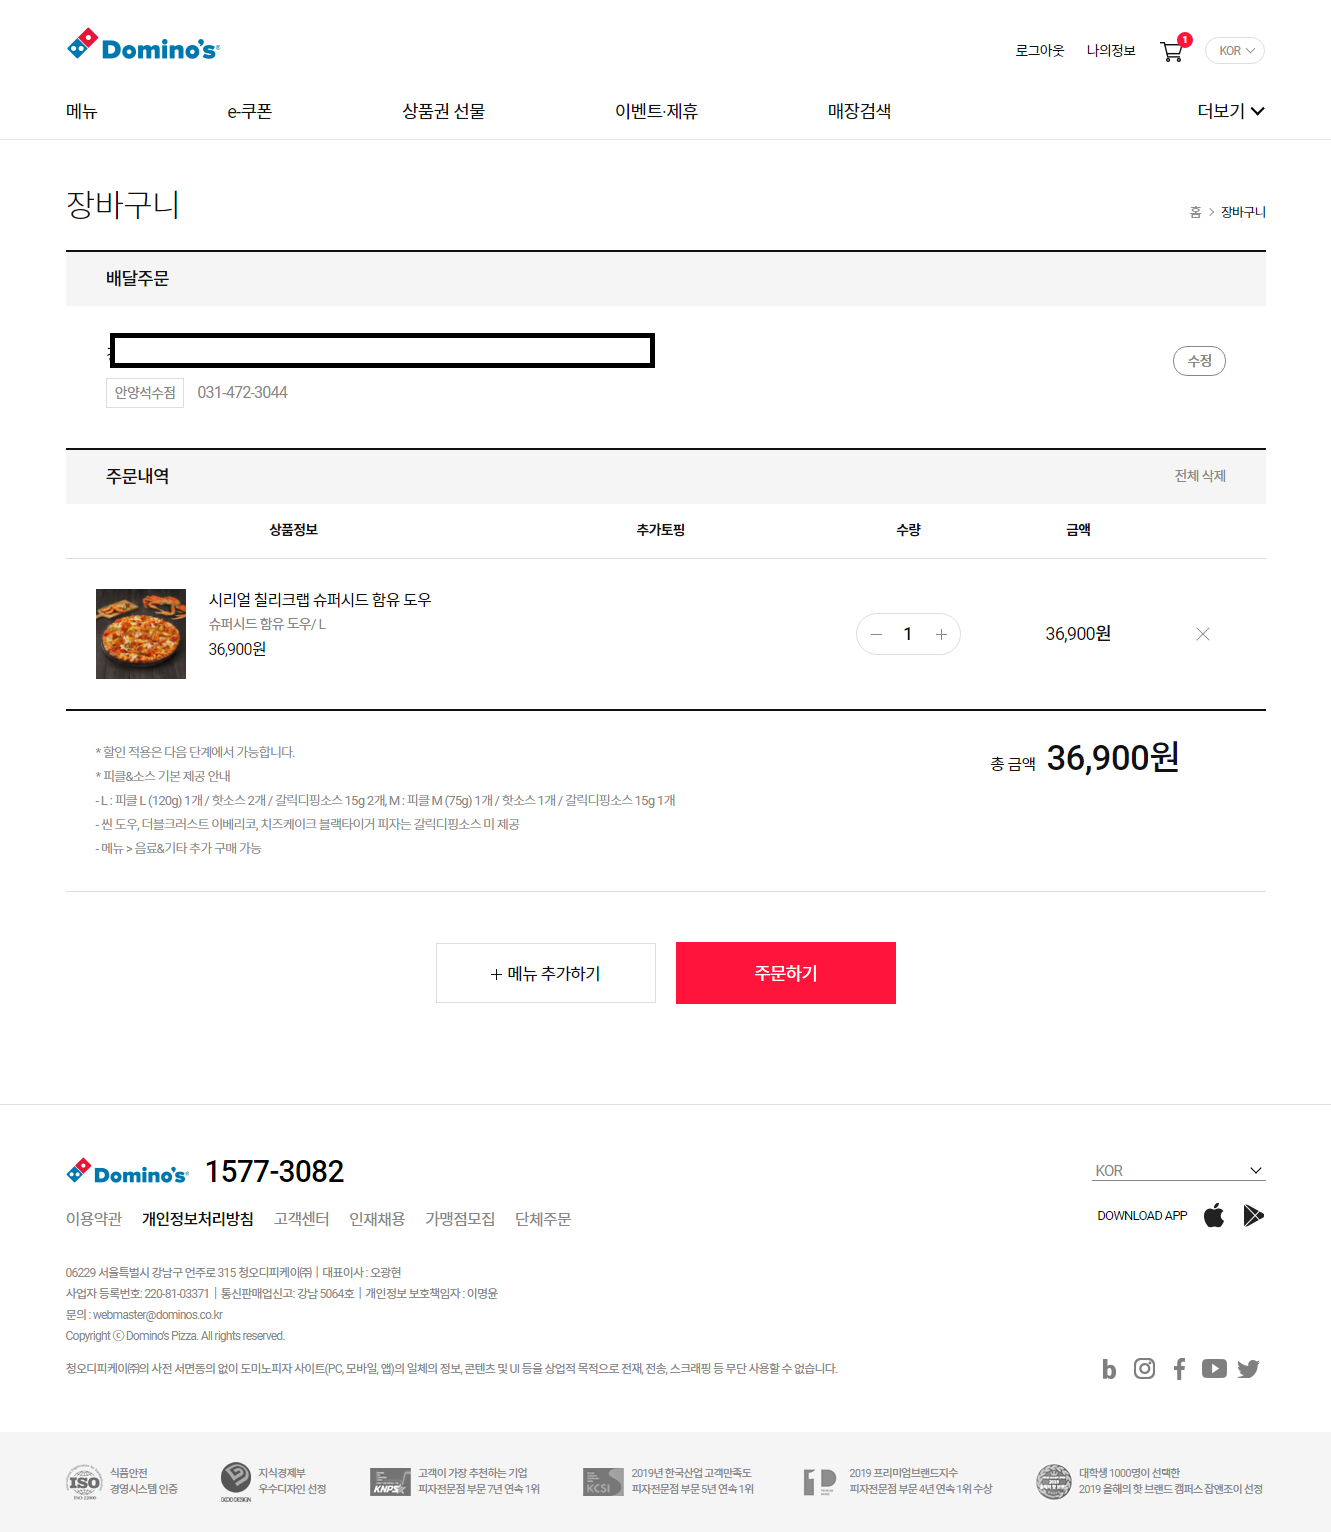 Domino's
로그아웃
나의정보
1
KOR
메뉴
e-쿠폰
상품권 선물
이벤트·제휴
매장검색
더보기
장바구니
홈 > 장바구니
배달주문
수정
안양석수점 031-472-3044
주문내역
전체 삭제
상품정보 추가토핑 수량 금액
시리얼 칠리크랩 슈퍼시드 함유 도우
슈퍼시드 함유 도우/ L
36,900원
1
36,900원
* 할인 적용은 다음 단계에서 가능합니다.
* 피클&소스 기본 제공 안내
- L : 피클 L (120g) 1개 / 핫소스 2개 / 갈릭디핑소스 15g 2개, M : 피클 M (75g) 1개 / 핫소스 1개 / 갈릭디핑소스 15g 1개
- 씬 도우, 더블크러스트 이베리코, 치즈케이크 블랙타이거 피자는 갈릭디핑소스 미 제공
- 메뉴 > 음료&기타 추가 구매 가능
총 금액 36,900원
+ 메뉴 추가하기
주문하기
Domino's 1577-3082
KOR
이용약관 개인정보처리방침 고객센터 인재채용 가맹점모집 단체주문
DOWNLOAD APP
06229 서울특별시 강남구 언주로 315 청오디피케이㈜ | 대표이사 : 오광현
사업자 등록번호: 220-81-03371 | 통신판매업신고: 강남 5064호 | 개인정보 보호책임자 : 이명윤
문의 : webmaster@dominos.co.kr
Copyright ⓒ Domino's Pizza. All rights reserved.
청오디피케이㈜의 사전 서면동의 없이 도미노피자 사이트(PC, 모바일, 앱)의 일체의 정보, 콘텐츠 및 UI 등을 상업적 목적으로 전재, 전송, 스크래핑 등 무단 사용할 수 없습니다.
ISO
식품안전
경영시스템 인증
GOOD DESIGN
지식경제부
우수디자인 선정
KNPS
고객이 가장 추천하는 기업
피자전문점 부문 7년 연속 1위
KCSI
2019년 한국산업 고객만족도
피자전문점 부문 5년 연속 1위
2019 프리미엄브랜드지수
피자전문점 부문 4년 연속 1위 수상
대학생 1000명이 선택한
2019 올해의 핫 브랜드 캠퍼스 잡앤조이 선정